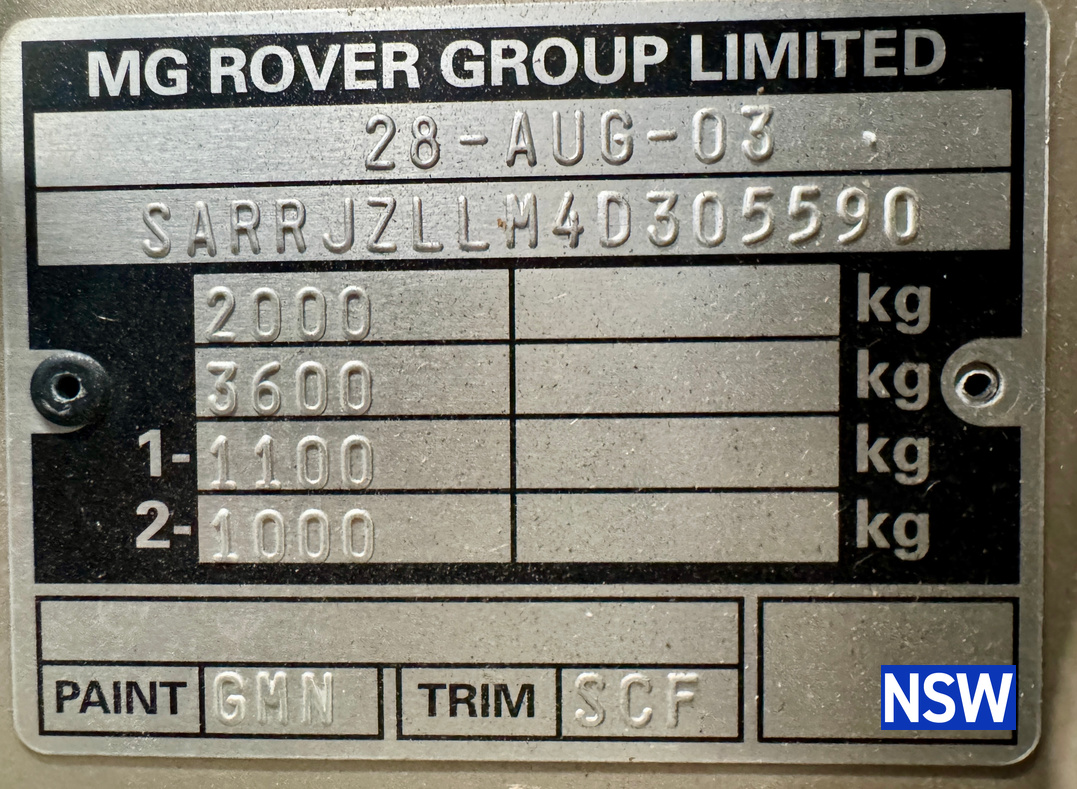 MG ROVER GROUP LIMITED
28-AUG-03
SARRJZLLM4D305590
2000 kg
3600 kg
1- 1100 kg
2- 1000 kg
PAINT GMN TRIM SCF
NSW